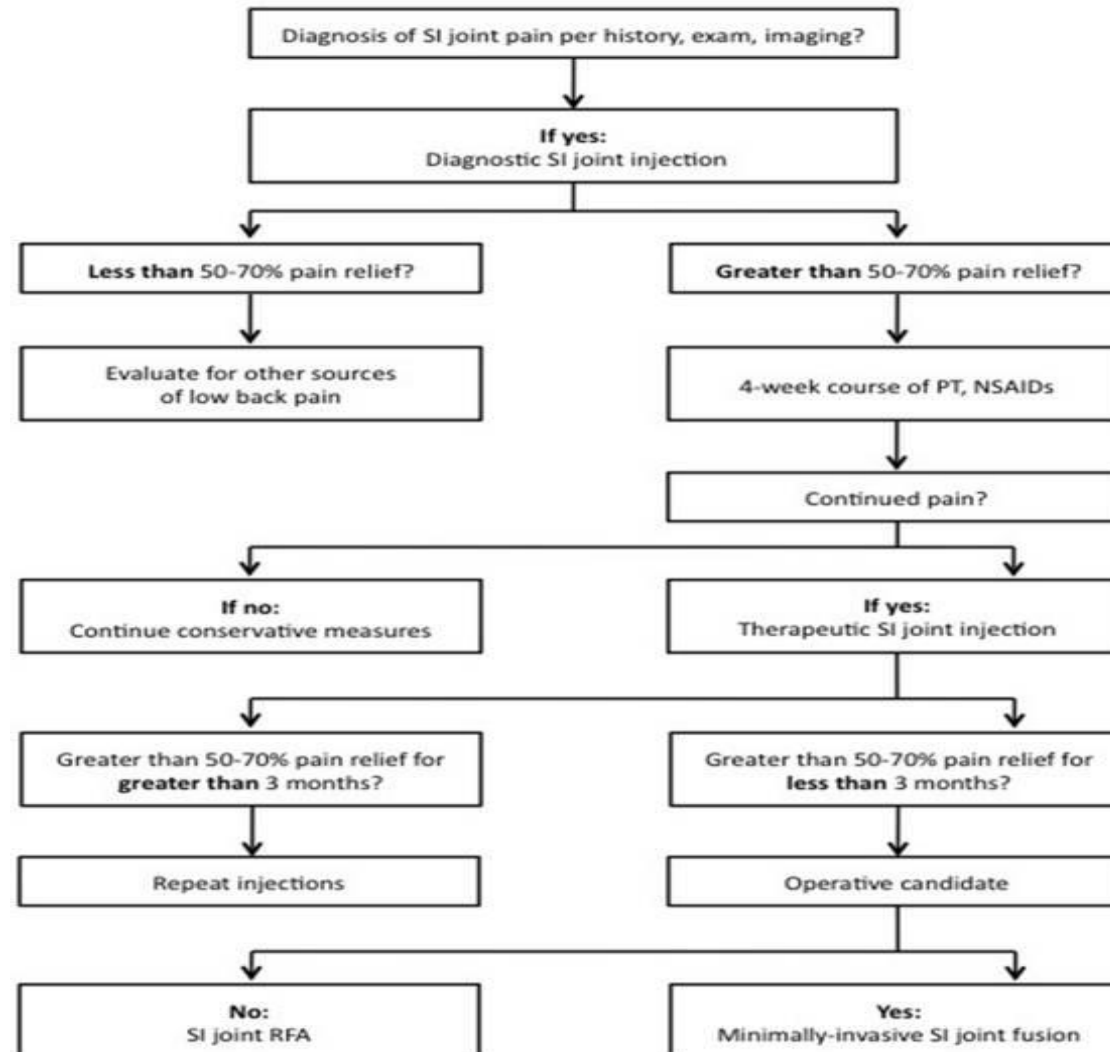 Diagnosis of SI joint pain per history, exam, imaging?
If yes:
Diagnostic SI joint injection
Less than 50-70% pain relief?
Greater than 50-70% pain relief?
Evaluate for other sources
of low back pain
4-week course of PT, NSAIDs
Continued pain?
If no:
Continue conservative measures
If yes:
Therapeutic SI joint injection
Greater than 50-70% pain relief for
greater than 3 months?
Greater than 50-70% pain relief for
less than 3 months?
Repeat injections
Operative candidate
No:
SI joint RFA
Yes:
Minimally-invasive SI joint fusion